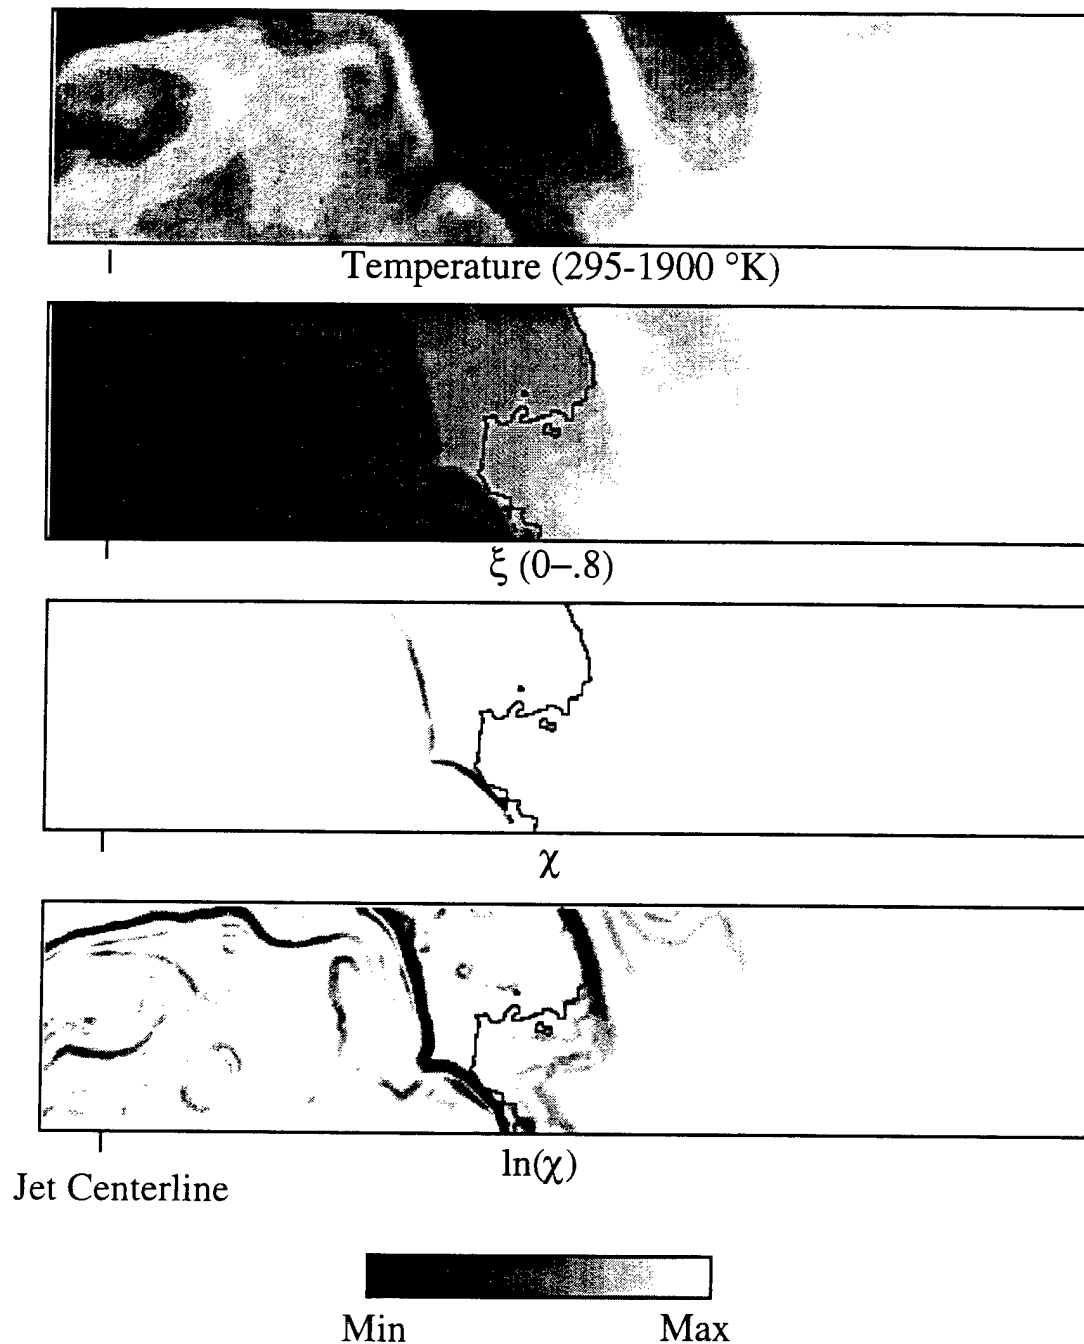 Temperature (295-1900 °K)
ξ (0–.8)
χ
ln(χ)
Jet Centerline
Min Max